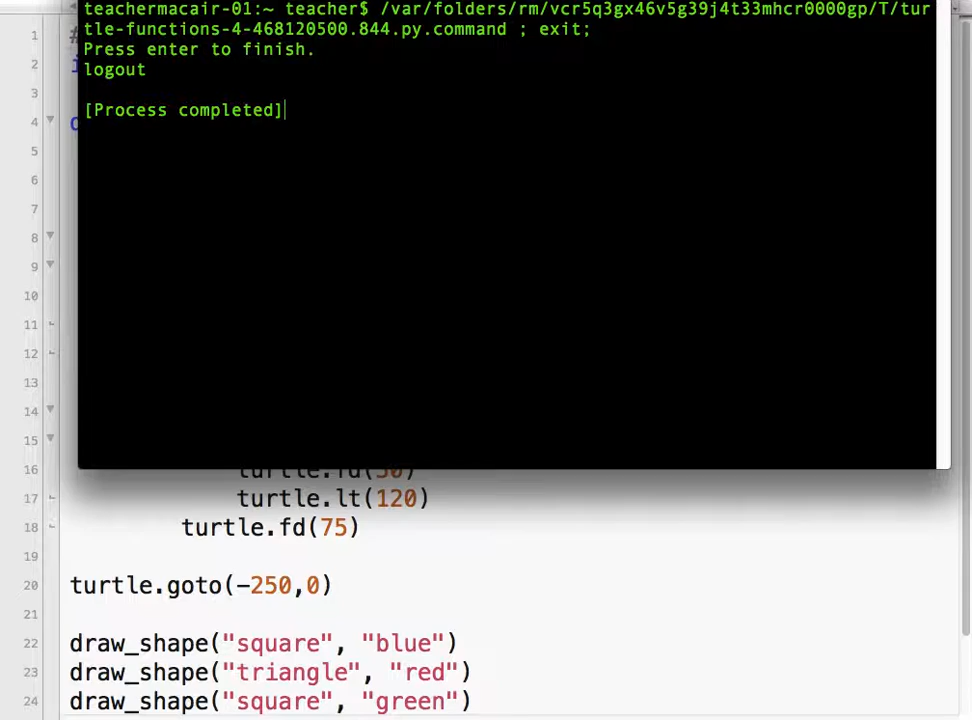 teachermacair-01:~ teacher$ /var/folders/rm/vcr5q3gx46v5g39j4t33mhcr0000gp/T/tur
tle-functions-4-468120500.844.py.command ; exit;
Press enter to finish.
logout
[Process completed]
1
2
3
4
5
6
7
8
9
10
11
12
13
14
15
16 turtle.fd(50)
17 turtle.lt(120)
18 turtle.fd(75)
19
20 turtle.goto(-250,0)
21
22 draw_shape("square", "blue")
23 draw_shape("triangle", "red")
24 draw_shape("square", "green")